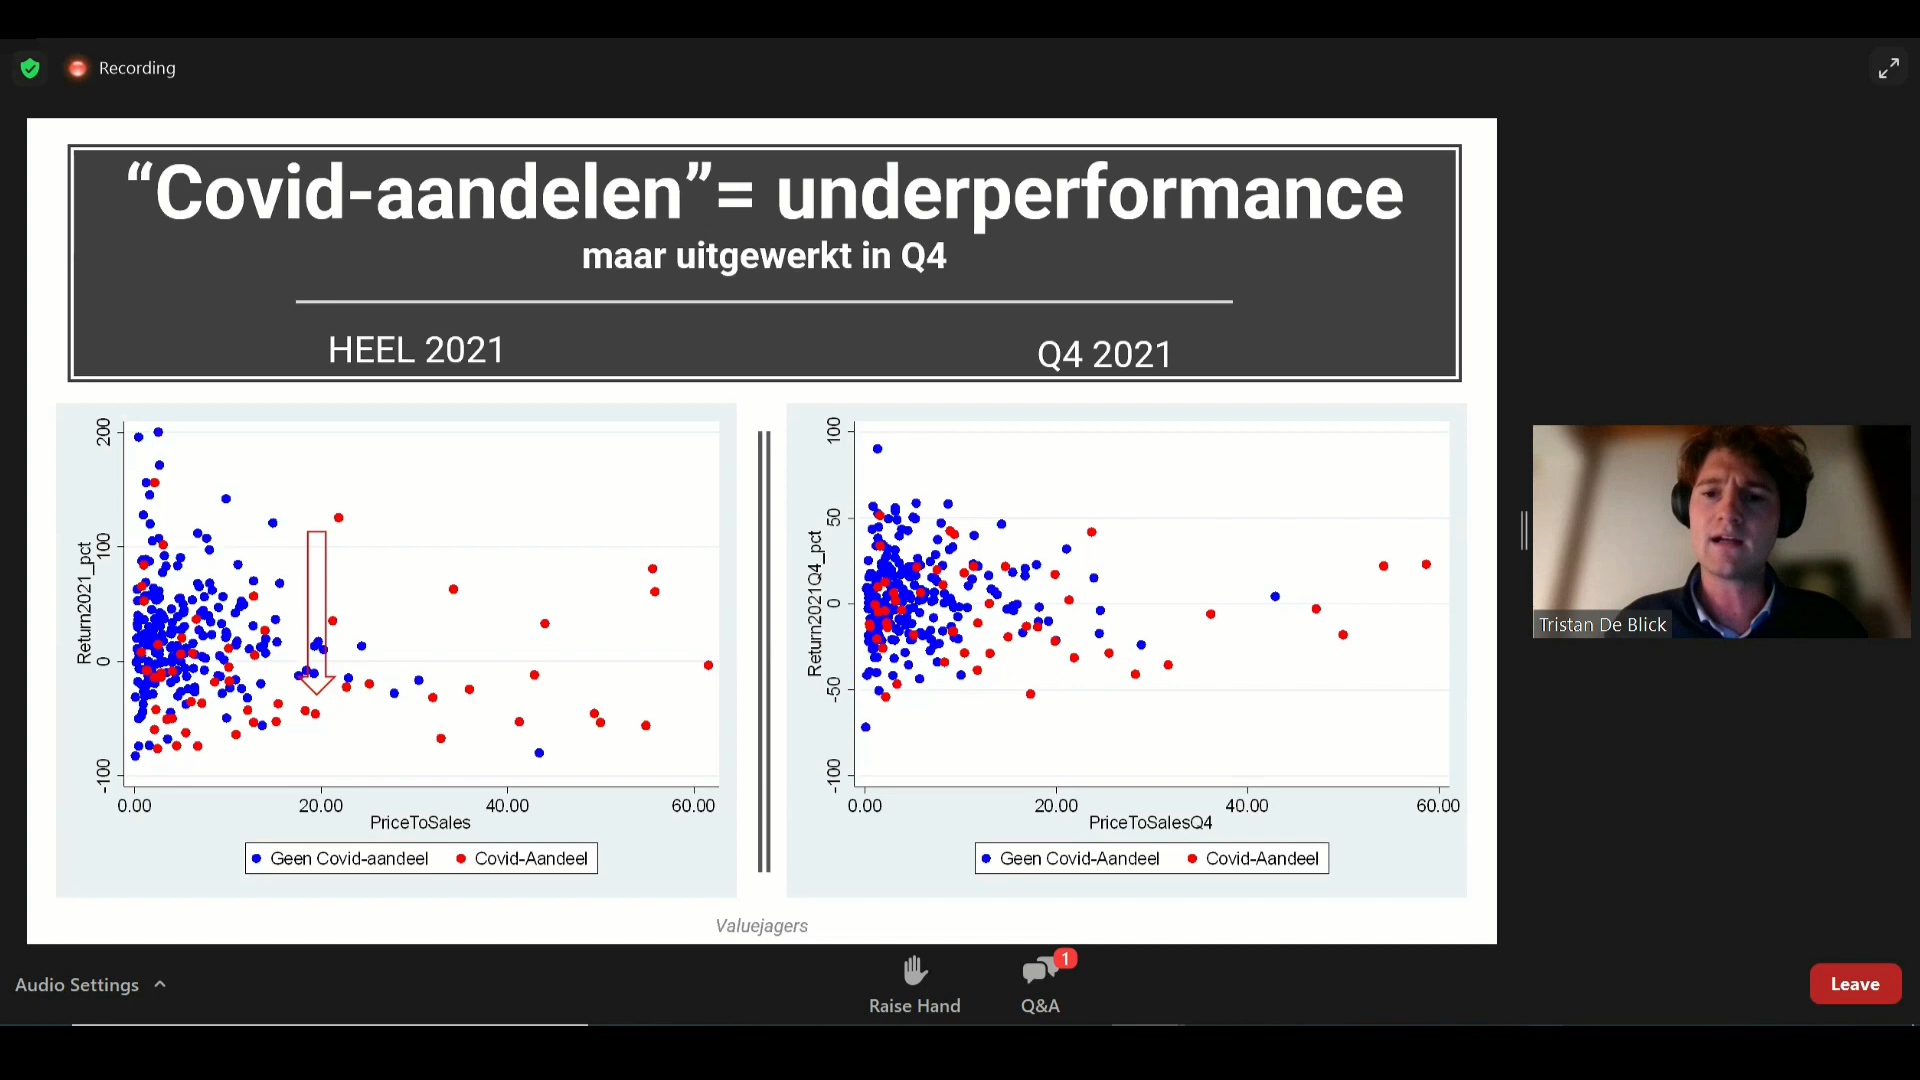 Recording
“Covid-aandelen”= underperformance
maar uitgewerkt in Q4
HEEL 2021
Q4 2021
200
100
0
-100
Return2021_pct
0.00 20.00 40.00 60.00
PriceToSales
Geen Covid-aandeel Covid-Aandeel
100
50
0
-50
-100
Return2021Q4_pct
0.00 20.00 40.00 60.00
PriceToSalesQ4
Geen Covid-Aandeel Covid-Aandeel
Valuejagers
Tristan De Blick
Audio Settings
Raise Hand
1
Q&A
Leave